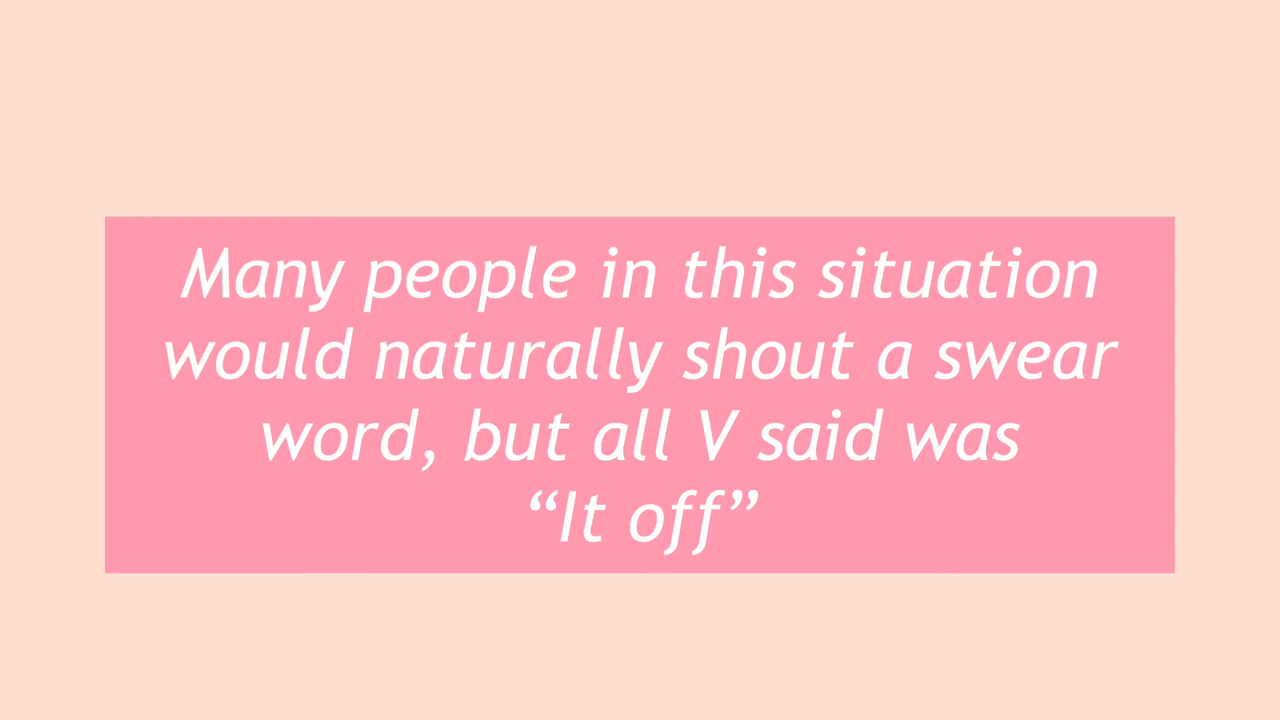 Many people in this situation
would naturally shout a swear
word, but all V said was
“It off”